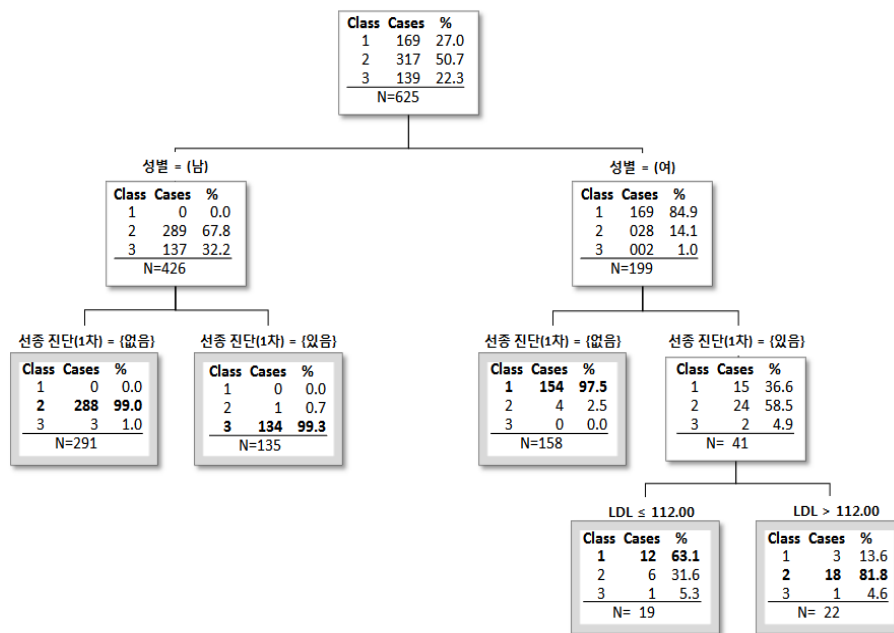 Class Cases %
1 169 27.0
2 317 50.7
3 139 22.3
N=625
성별 = (남)
Class Cases %
1 0 0.0
2 289 67.8
3 137 32.2
N=426
성별 = (여)
Class Cases %
1 169 84.9
2 028 14.1
3 002 1.0
N=199
선종 진단(1차) = {없음}
Class Cases %
1 0 0.0
2 288 99.0
3 3 1.0
N=291
선종 진단(1차) = {있음}
Class Cases %
1 0 0.0
2 1 0.7
3 134 99.3
N=135
선종 진단(1차) = {없음}
Class Cases %
1 154 97.5
2 4 2.5
3 0 0.0
N=158
선종 진단(1차) = {있음}
Class Cases %
1 15 36.6
2 24 58.5
3 2 4.9
N= 41
LDL ≤ 112.00
Class Cases %
1 12 63.1
2 6 31.6
3 1 5.3
N= 19
LDL > 112.00
Class Cases %
1 3 13.6
2 18 81.8
3 1 4.6
N= 22